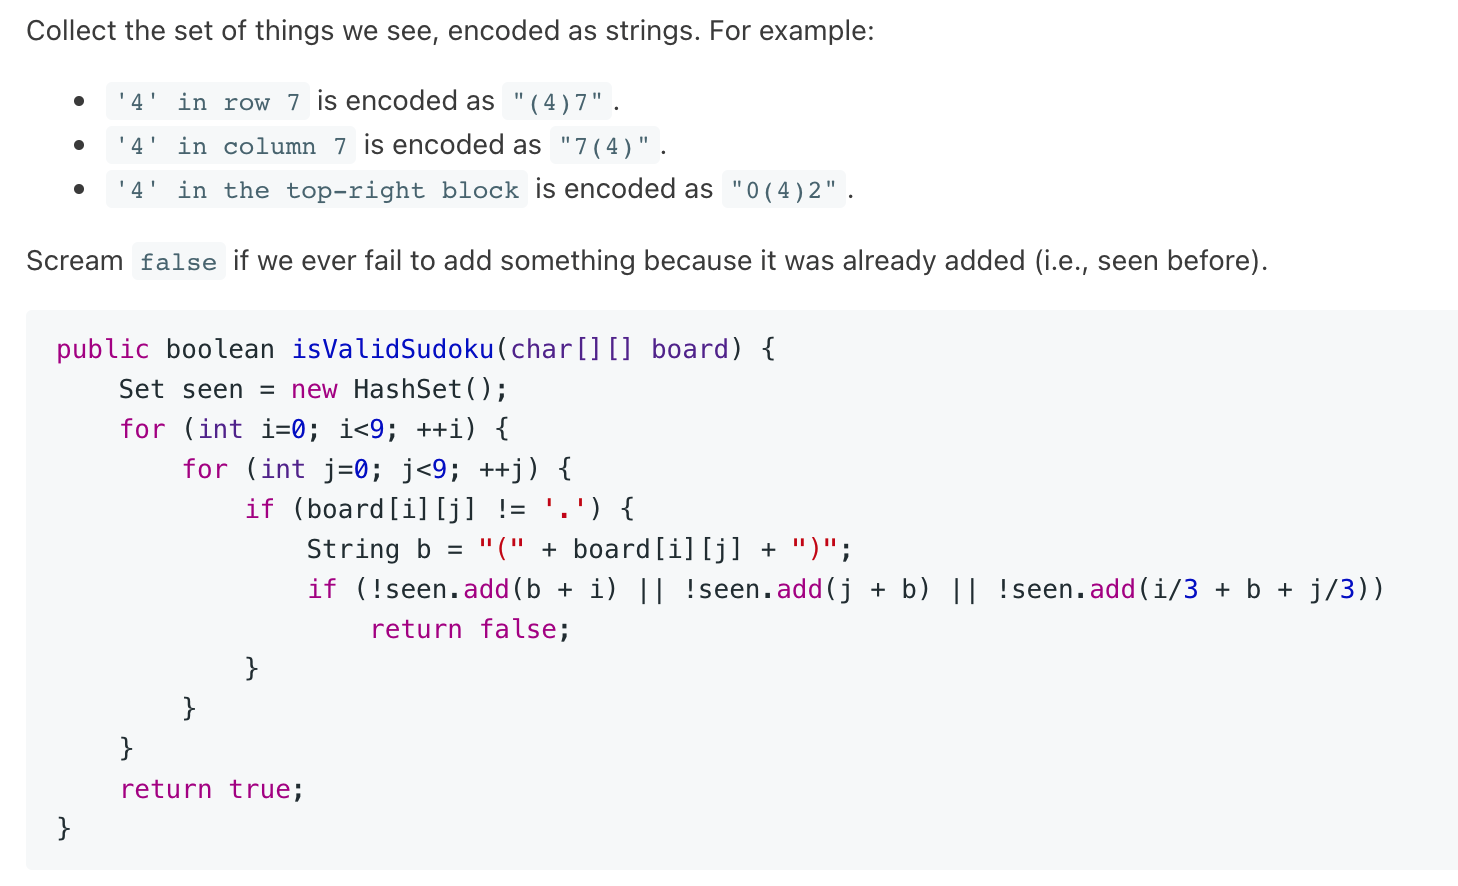 Collect the set of things we see, encoded as strings. For example:
• '4' in row 7 is encoded as "(4)7".
• '4' in column 7 is encoded as "7(4)".
• '4' in the top-right block is encoded as "0(4)2".
Scream false if we ever fail to add something because it was already added (i.e., seen before).
public boolean isValidSudoku(char[][] board) {
    Set seen = new HashSet();
    for (int i=0; i<9; ++i) {
        for (int j=0; j<9; ++j) {
            if (board[i][j] != '.') {
                String b = "(" + board[i][j] + ")";
                if (!seen.add(b + i) || !seen.add(j + b) || !seen.add(i/3 + b + j/3))
                    return false;
            }
        }
    }
    return true;
}